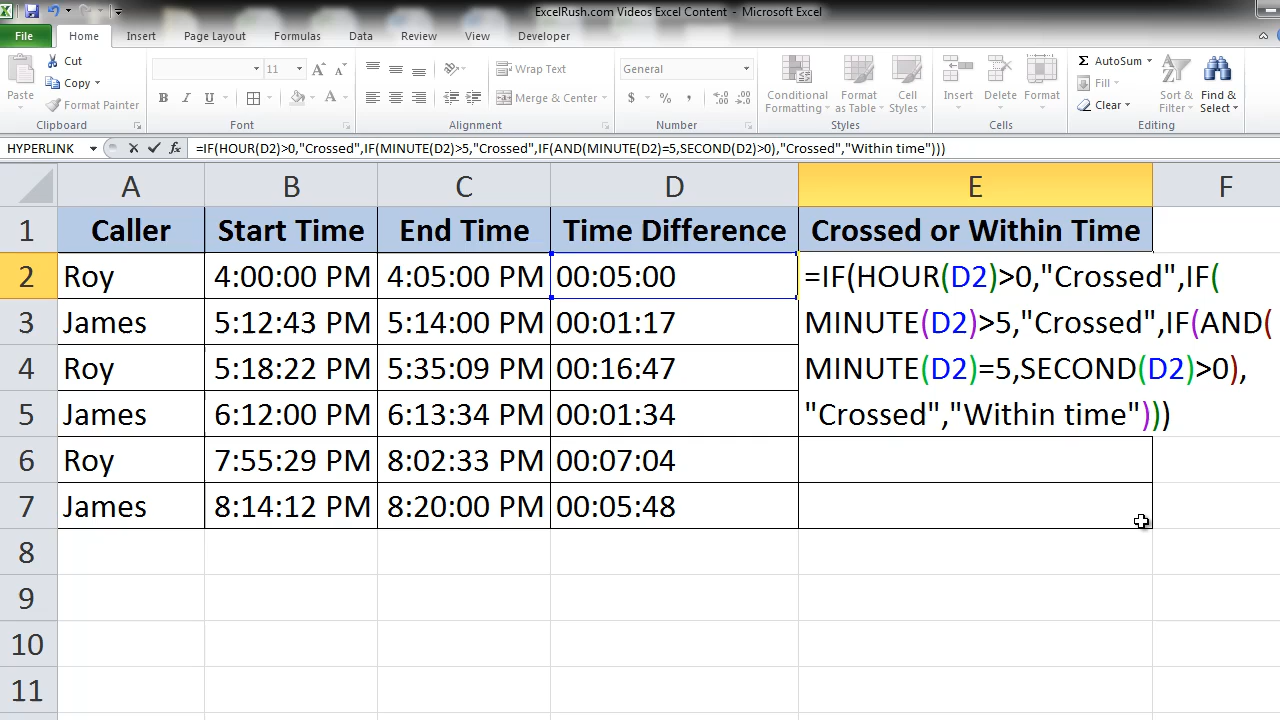 ExcelRush.com Videos Excel Content - Microsoft Excel
File Home Insert Page Layout Formulas Data Review View Developer
Cut
Copy
Format Painter
Paste
11
Wrap Text
Merge & Center
General
Conditional Formatting
Format as Table
Cell Styles
Insert
Delete
Format
AutoSum
Fill
Clear
Sort & Filter
Find & Select
Clipboard Font Alignment Number Styles Cells Editing
HYPERLINK =IF(HOUR(D2)>0,"Crossed",IF(MINUTE(D2)>5,"Crossed",IF(AND(MINUTE(D2)=5,SECOND(D2)>0),"Crossed","Within time")))
A B C D E F
1 Caller Start Time End Time Time Difference Crossed or Within Time
2 Roy 4:00:00 PM 4:05:00 PM 00:05:00 =IF(HOUR(D2)>0,"Crossed",IF(
3 James 5:12:43 PM 5:14:00 PM 00:01:17 MINUTE(D2)>5,"Crossed",IF(AND(
4 Roy 5:18:22 PM 5:35:09 PM 00:16:47 MINUTE(D2)=5,SECOND(D2)>0),
5 James 6:12:00 PM 6:13:34 PM 00:01:34 "Crossed","Within time")))
6 Roy 7:55:29 PM 8:02:33 PM 00:07:04
7 James 8:14:12 PM 8:20:00 PM 00:05:48
8
9
10
11